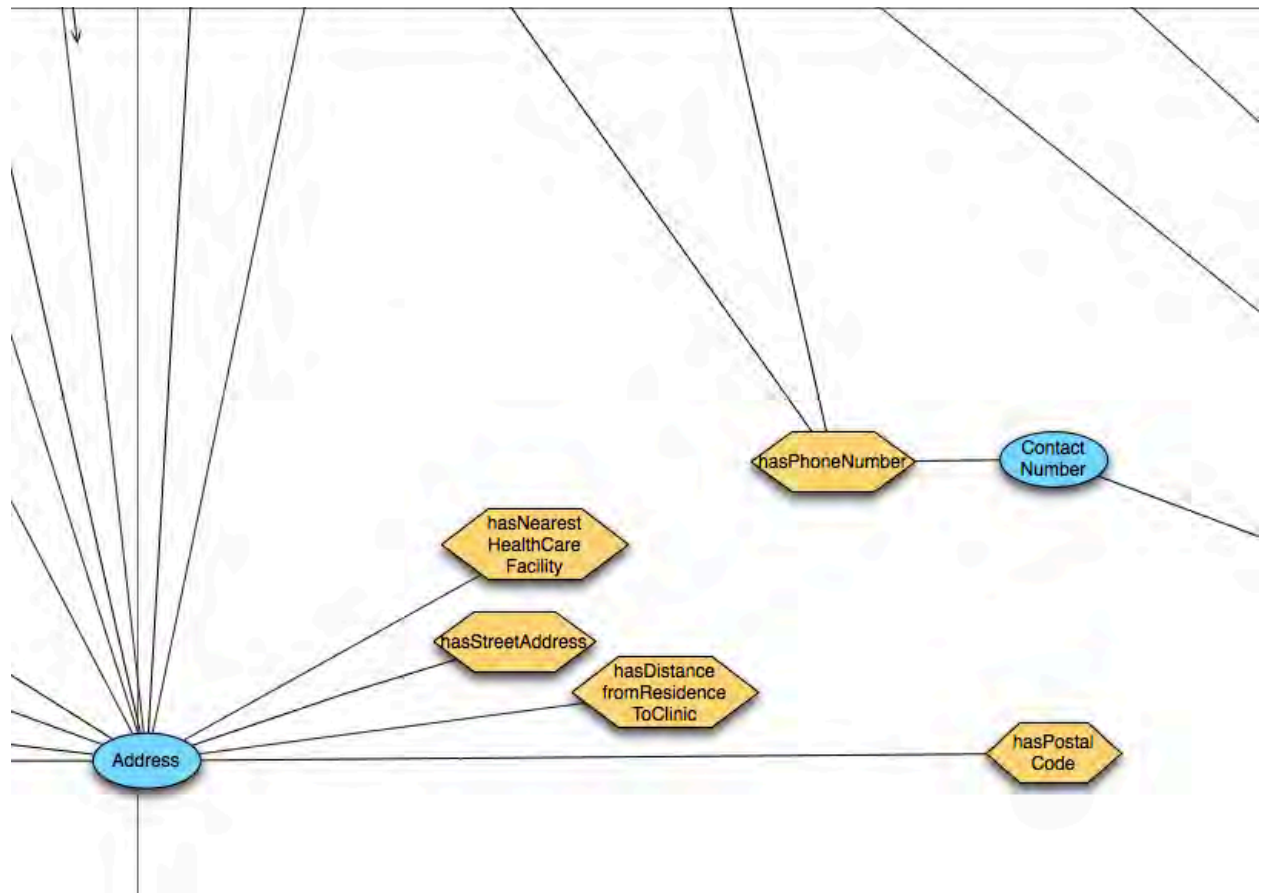 hasPhoneNumber
Contact
Number
hasNearest
HealthCare
Facility
hasStreetAddress
hasDistance
fromResidence
ToClinic
hasPostal
Code
Address